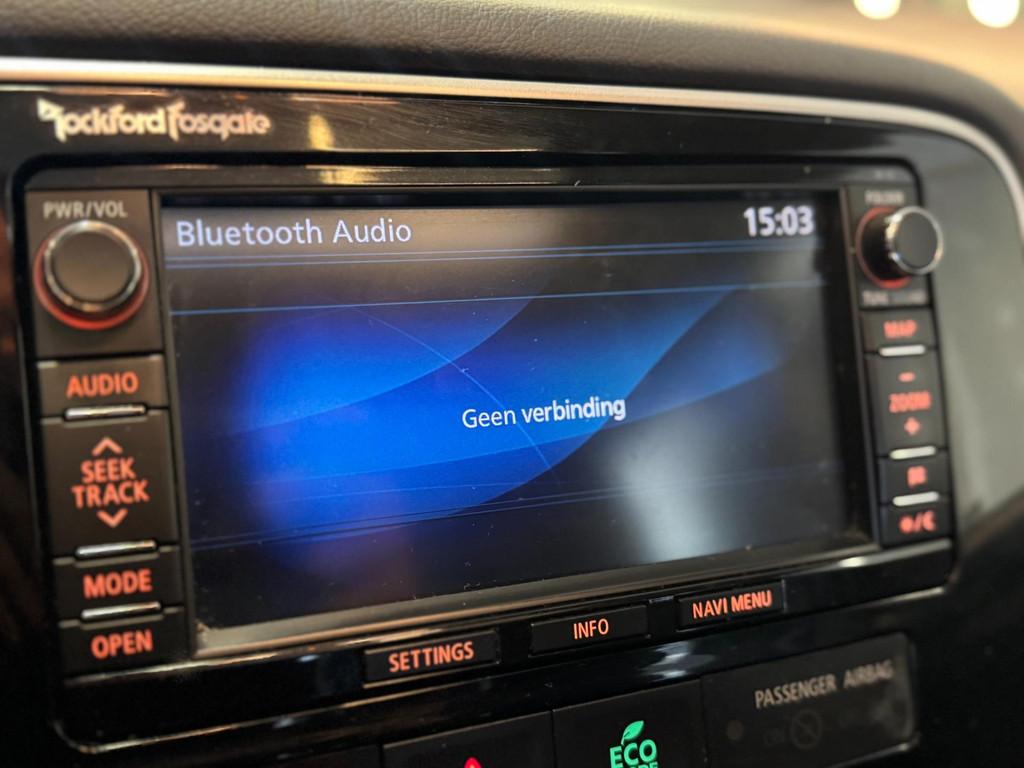 Rockford Fosgate
PWR/VOL
Bluetooth Audio
15:03
FOLDER
AUDIO
SEEK
TRACK
MODE
OPEN
Geen verbinding
MAP
-
ZOOM
+
SETTINGS
INFO
NAVI MENU
PASSENGER AIRBAG
ECO